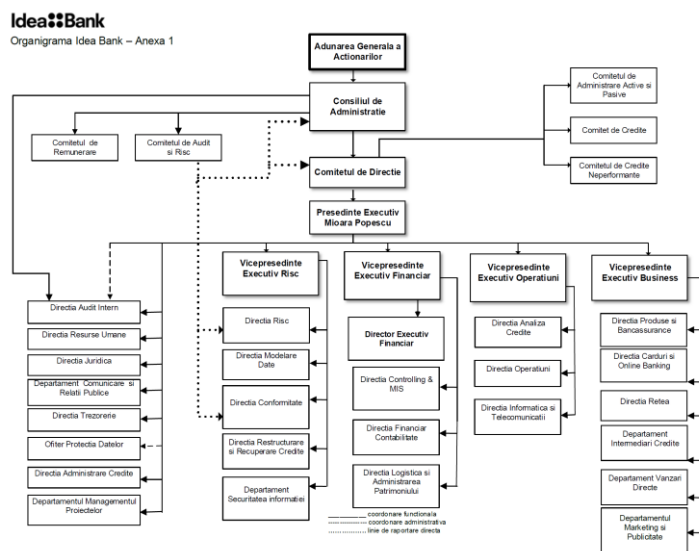 Idea Bank
Organigrama Idea Bank – Anexa 1
Adunarea Generala a
Actionarilor
Consiliul de
Administratie
Comitetul de
Administrare Active si
Pasive
Comitet de Credite
Comitetul de Credite
Neperformante
Comitetul de
Remunerare
Comitetul de Audit
si Risc
Comitetul de Directie
Presedinte Executiv
Mioara Popescu
Vicepresedinte
Executiv Risc
Vicepresedinte
Executiv Financiar
Vicepresedinte
Executiv Operatiuni
Vicepresedinte
Executiv Business
Directia Audit Intern
Directia Resurse Umane
Directia Juridica
Departament Comunicare si
Relatii Publice
Directia Trezorerie
Ofiter Protectia Datelor
Directia Administrare Credite
Departamentul Managementul
Proiectelor
Directia Risc
Directia Modelare
Date
Directia Conformitate
Directia Restructurare
si Recuperare Credite
Departament
Securitatea informatiei
Director Executiv
Financiar
Directia Controlling &
MIS
Directia Financiar
Contabilitate
Directia Logistica si
Administrarea
Patrimoniului
Directia Analiza
Credite
Directia Operatiuni
Directia Informatica si
Telecomunicatii
Directia Produse si
Bancassurance
Directia Carduri si
Online Banking
Directia Retea
Departament
Intermediari Credite
Departament Vanzari
Directe
Departamentul
Marketing si
Publicitate
coordonare functionala
coordonare administrativa
linie de raportare directa